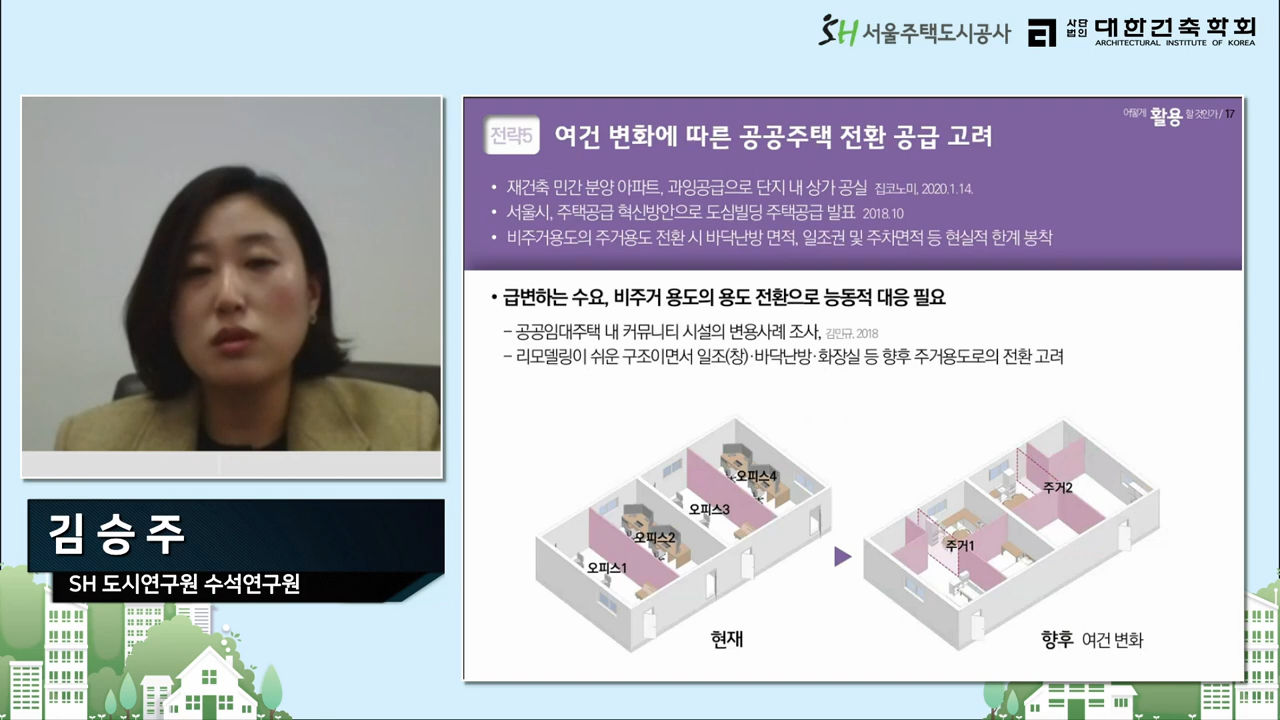 SH 서울주택도시공사
사단법인 대한건축학회
ARCHITECTURAL INSTITUTE OF KOREA
어떻게 활용 할 것인가 / 17
전략5 여건 변화에 따른 공공주택 전환 공급 고려
• 재건축 민간 분양 아파트, 과잉공급으로 단지 내 상가 공실 집코노미, 2020.1.14.
• 서울시, 주택공급 혁신방안으로 도심빌딩 주택공급 발표 2018.10
• 비주거용도의 주거용도 전환 시 바닥난방 면적, 일조권 및 주차면적 등 현실적 한계 봉착
• 급변하는 수요, 비주거 용도의 용도 전환으로 능동적 대응 필요
– 공공임대주택 내 커뮤니티 시설의 변용사례 조사, 김민규, 2018
– 리모델링이 쉬운 구조이면서 일조(창)·바닥난방·화장실 등 향후 주거용도로의 전환 고려
오피스4
오피스3
오피스2
오피스1
현재
주거2
주거1
향후 여건 변화
김승주
SH 도시연구원 수석연구원